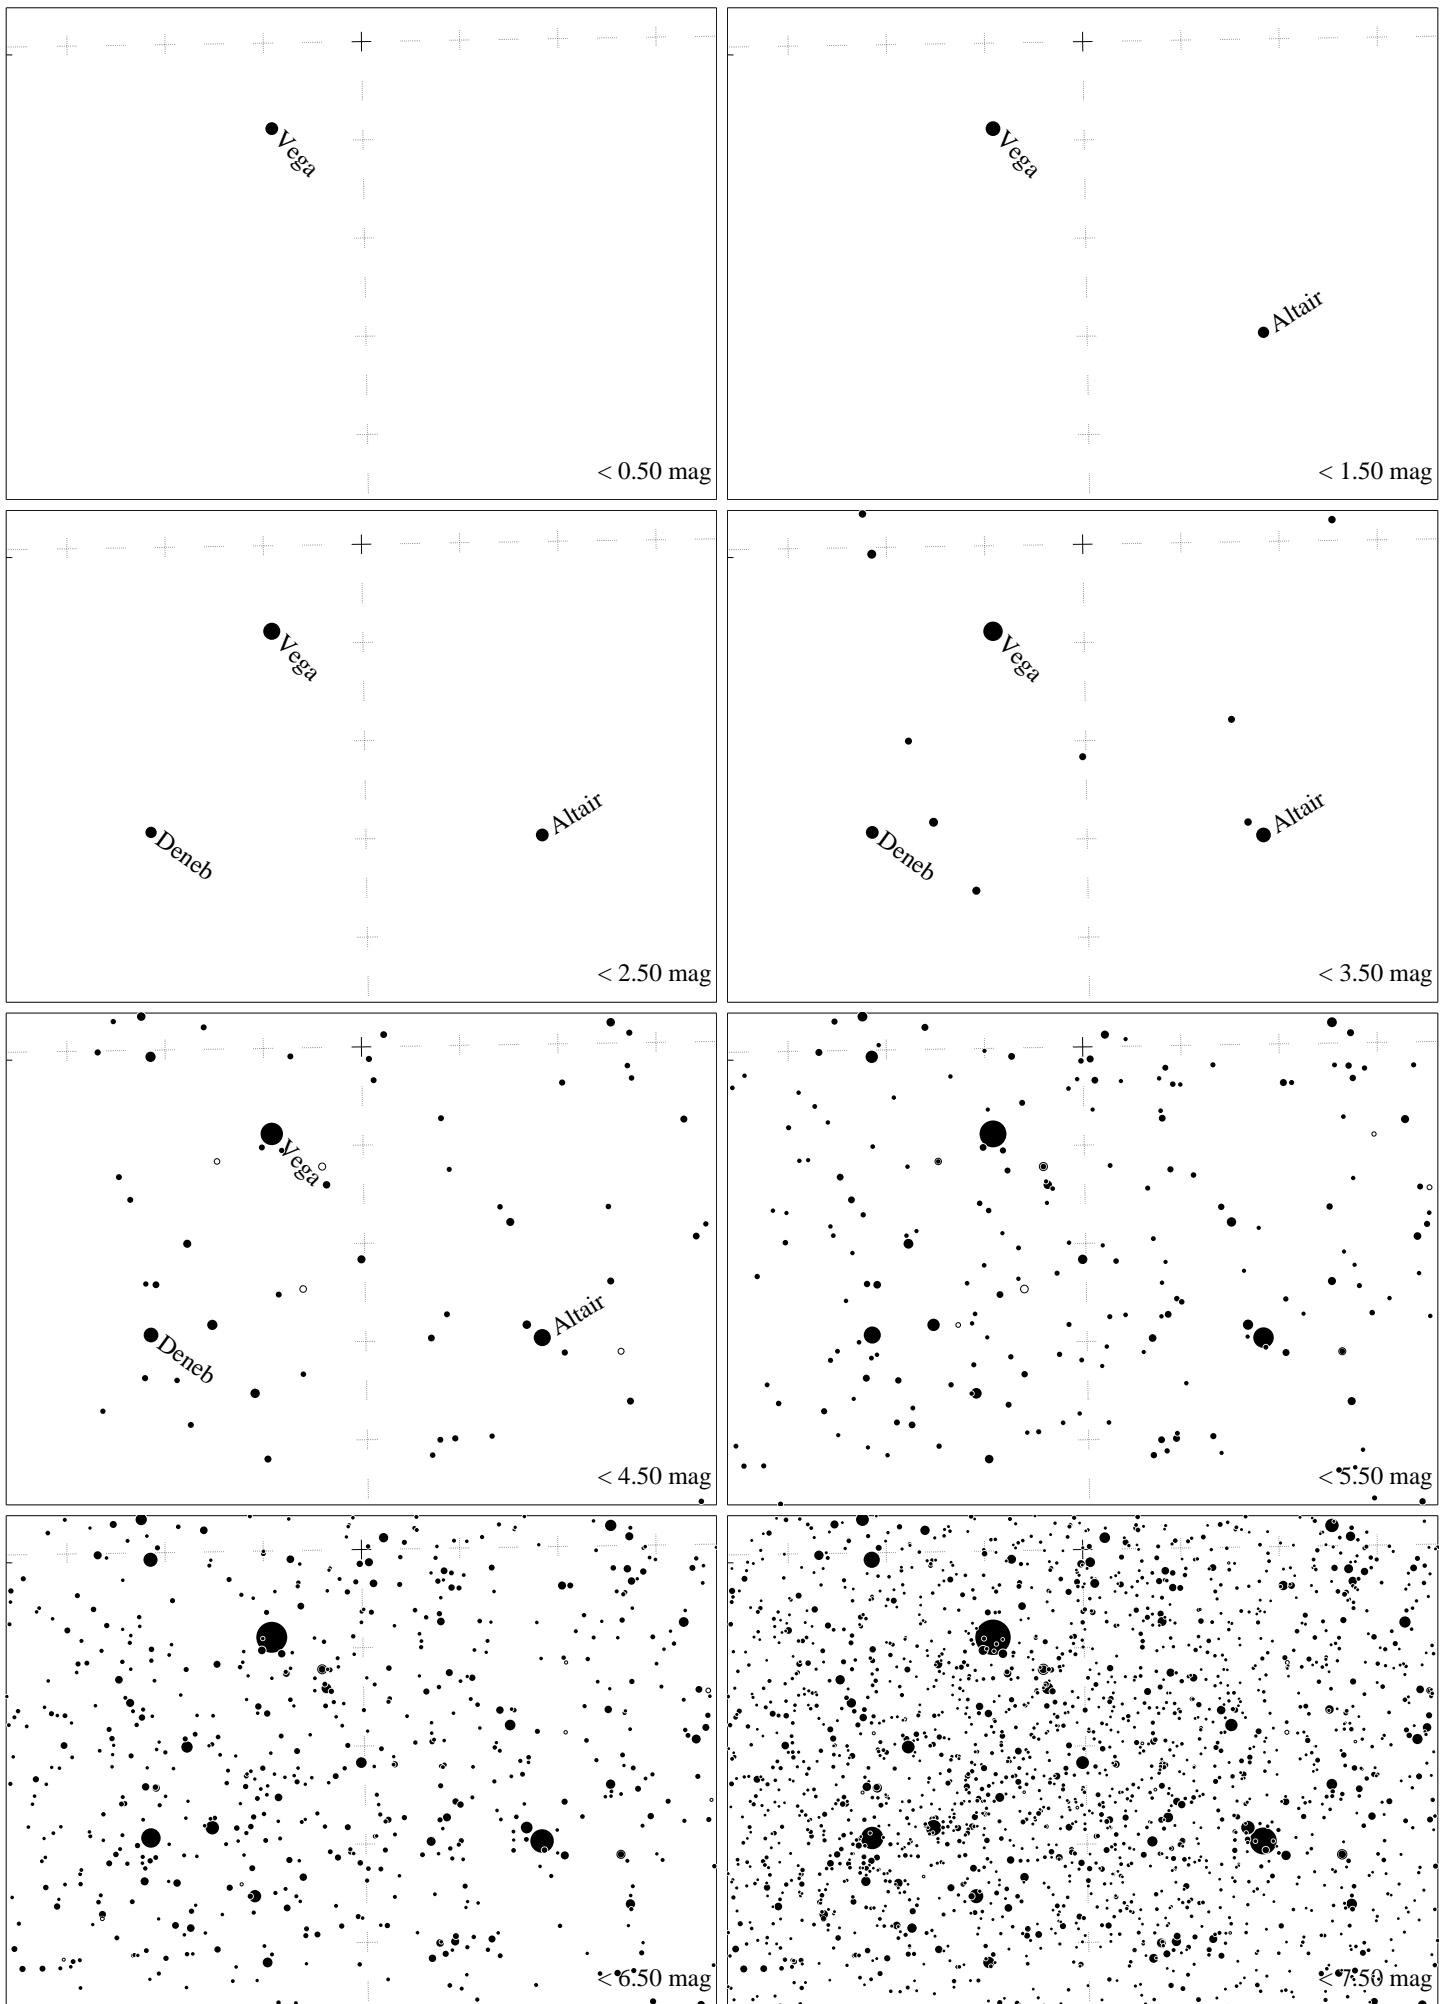 Vega
< 0.50 mag
Vega
Altair
< 1.50 mag
Vega
Altair
Deneb
< 2.50 mag
Vega
Altair
Deneb
< 3.50 mag
Vega
Altair
Deneb
< 4.50 mag
< 5.50 mag
< 6.50 mag
< 7.50 mag